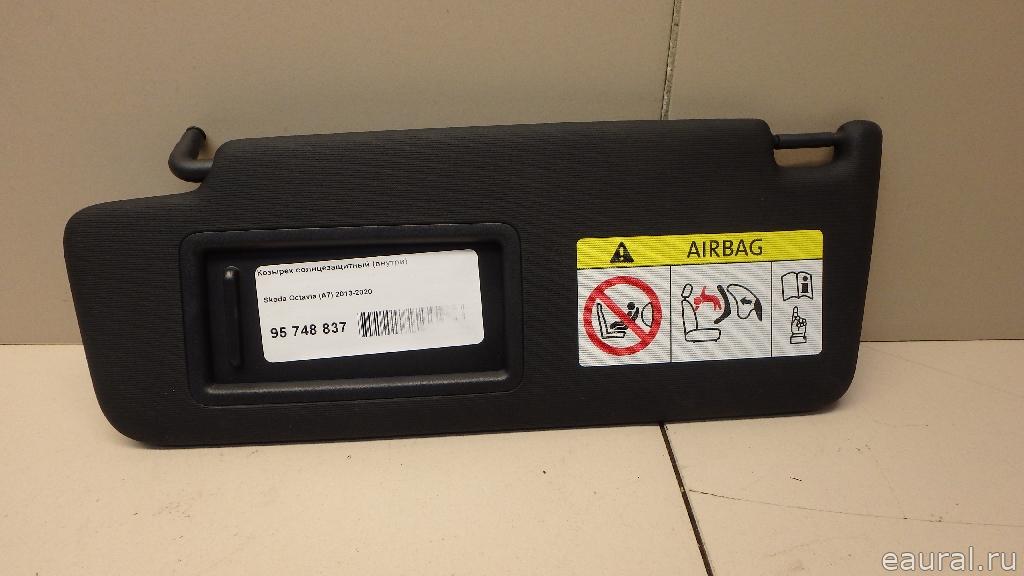 Козырек солнцезащитный (внутри)
Skoda Octavia (A7) 2013-2020
95 748 837
AIRBAG
eaural.ru